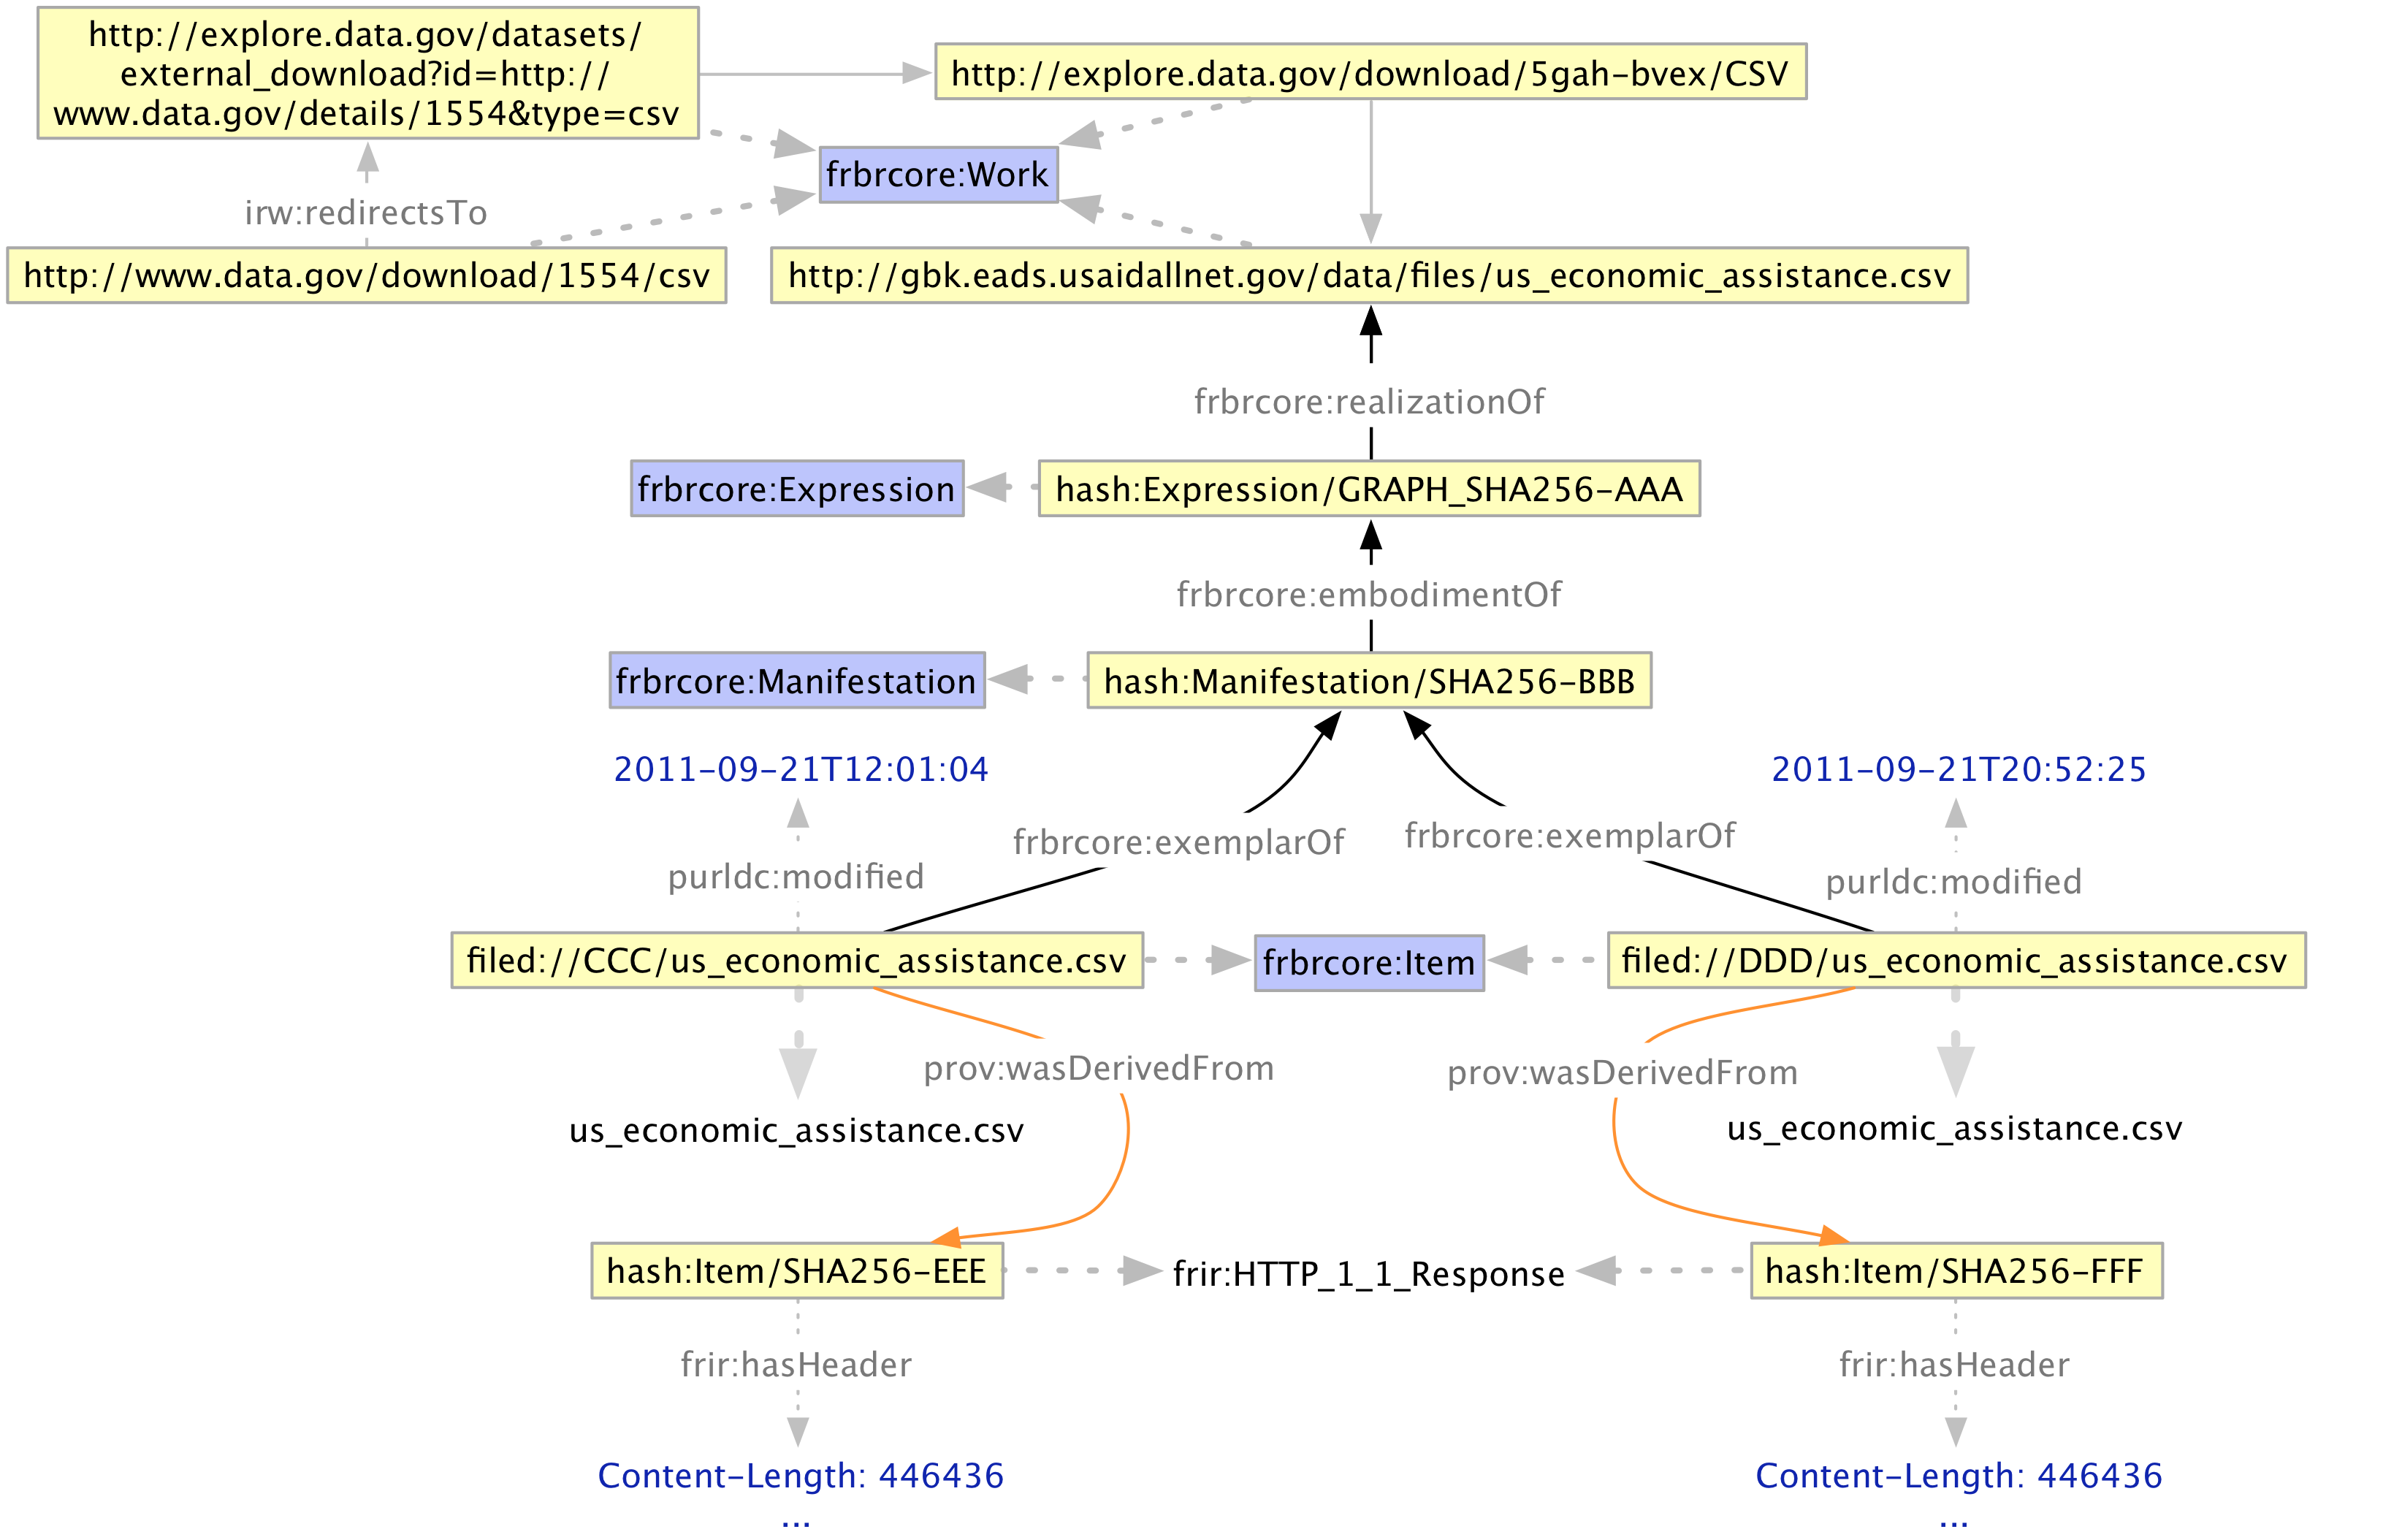 http://explore.data.gov/datasets/
external_download?id=http://
www.data.gov/details/1554&type=csv
http://explore.data.gov/download/5gah-bvex/CSV
frbrcore:Work
irw:redirectsTo
http://www.data.gov/download/1554/csv
http://gbk.eads.usaidallnet.gov/data/files/us_economic_assistance.csv
frbrcore:realizationOf
frbrcore:Expression
hash:Expression/GRAPH_SHA256-AAA
frbrcore:embodimentOf
frbrcore:Manifestation
hash:Manifestation/SHA256-BBB
2011-09-21T12:01:04
2011-09-21T20:52:25
frbrcore:exemplarOf
frbrcore:exemplarOf
purldc:modified
purldc:modified
filed://CCC/us_economic_assistance.csv
frbrcore:Item
filed://DDD/us_economic_assistance.csv
prov:wasDerivedFrom
prov:wasDerivedFrom
us_economic_assistance.csv
us_economic_assistance.csv
hash:Item/SHA256-EEE
frir:HTTP_1_1_Response
hash:Item/SHA256-FFF
frir:hasHeader
frir:hasHeader
Content-Length: 446436
Content-Length: 446436
...
...